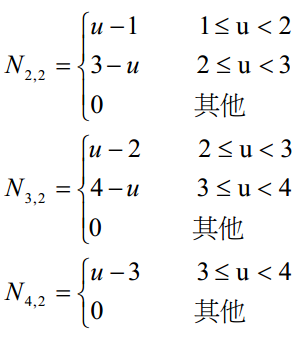 u − 1 1 ≤ u < 2
N_{2,2} = { 3 − u 2 ≤ u < 3
0 其他
u − 2 2 ≤ u < 3
N_{3,2} = { 4 − u 3 ≤ u < 4
0 其他
u − 3 3 ≤ u < 4
N_{4,2} = {
0 其他